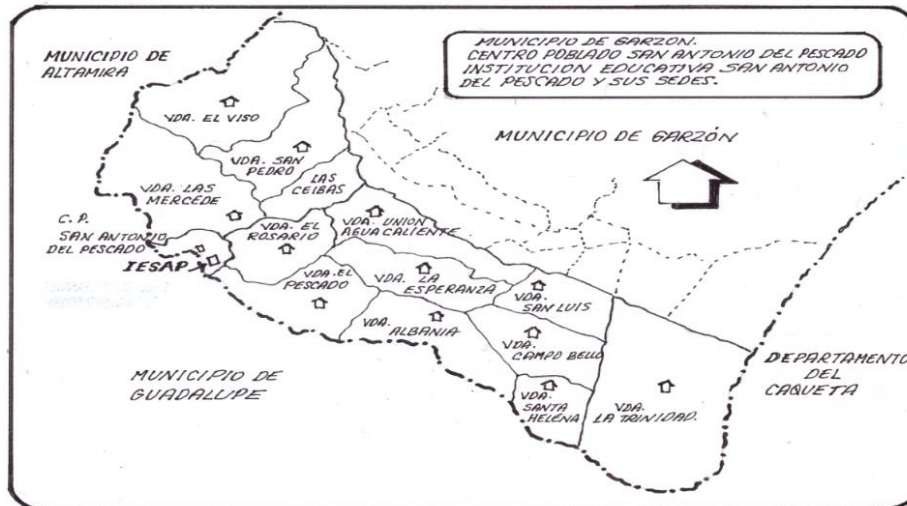 MUNICIPIO DE GARZON.
CENTRO POBLADO SAN ANTONIO DEL PESCADO
INSTITUCION EDUCATIVA SAN ANTONIO
DEL PESCADO Y SUS SEDES.
MUNICIPIO DE
ALTAMIRA
MUNICIPIO DE GARZÓN
VDA. EL VISO
VDA. SAN
PEDRO
LAS
CEIBAS
VDA. LAS
MERCEDE
C. P.
SAN ANTONIO
DEL PESCADO
IESAP
VDA. EL
ROSARIO
VDA. UNION
AGUA CALIENTE
VDA. EL
PESCADO
VDA. LA
ESPERANZA
VDA.
SAN LUIS
VDA.
ALBANIA
VDA.
CAMPO BELLO
VDA.
SANTA
HELENA
VDA.
LA TRINIDAD.
MUNICIPIO DE
GUADALUPE
DEPARTAMENTO
DEL
CAQUETA